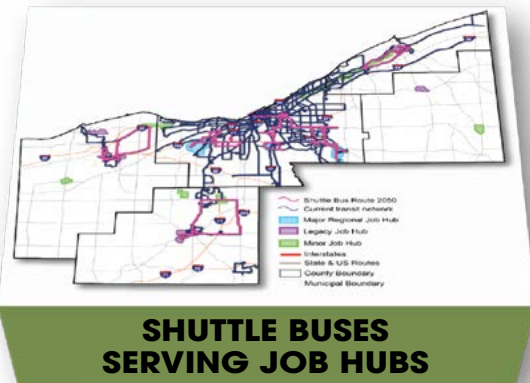 Shuttle Bus Route 2050
Current transit network
Major Regional Job Hub
Legacy Job Hub
Minor Job Hub
Interstates
State & US Routes
County Boundary
Municipal Boundary
SHUTTLE BUSES
SERVING JOB HUBS